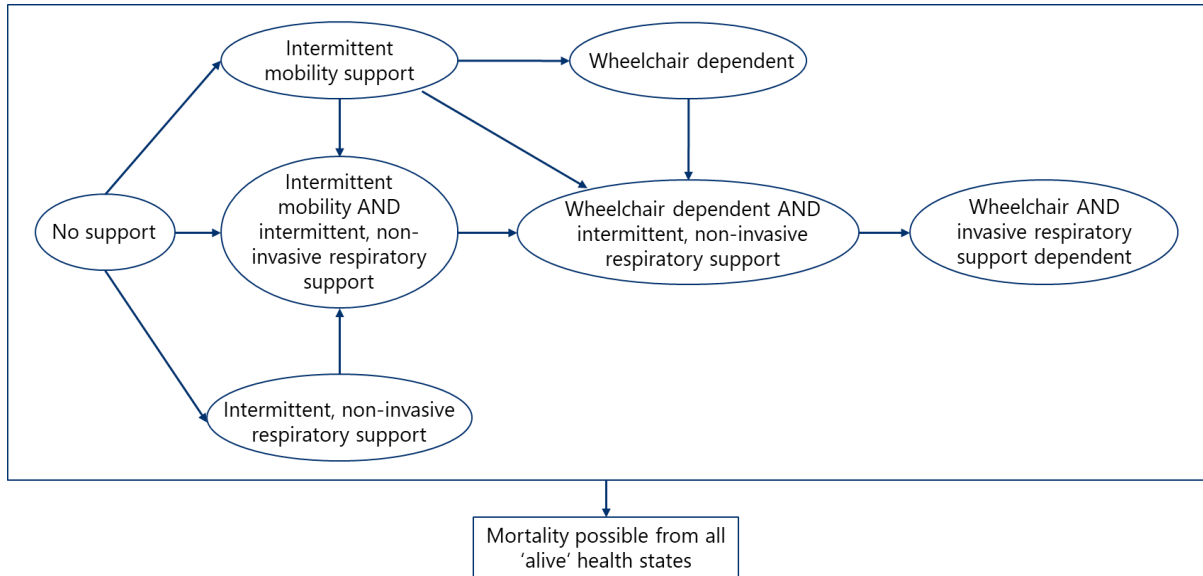 Intermittent
mobility support
Wheelchair dependent
No support
Intermittent
mobility AND
intermittent, non-
invasive respiratory
support
Wheelchair dependent AND
intermittent, non-invasive
respiratory support
Wheelchair AND
invasive respiratory
support dependent
Intermittent, non-invasive
respiratory support
Mortality possible from all
‘alive‘ health states